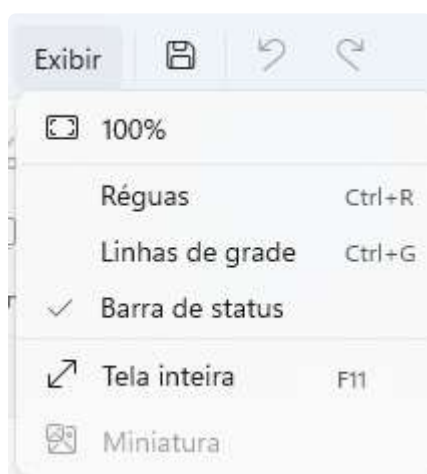 Exibir
100%
Réguas Ctrl+R
Linhas de grade Ctrl+G
Barra de status
Tela inteira F11
Miniatura